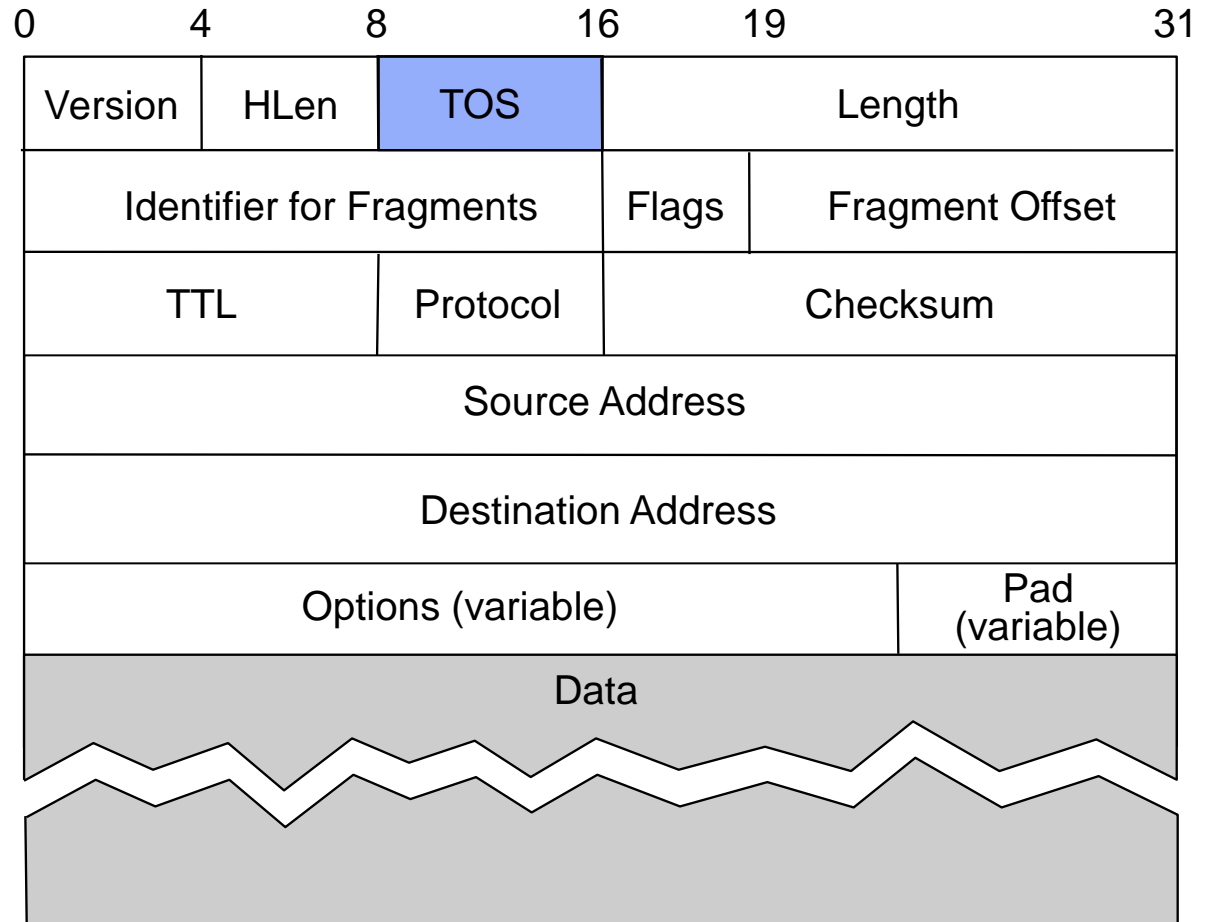 0 4 8 16 19 31
Version HLen TOS Length
Identifier for Fragments Flags Fragment Offset
TTL Protocol Checksum
Source Address
Destination Address
Options (variable) Pad
(variable)
Data